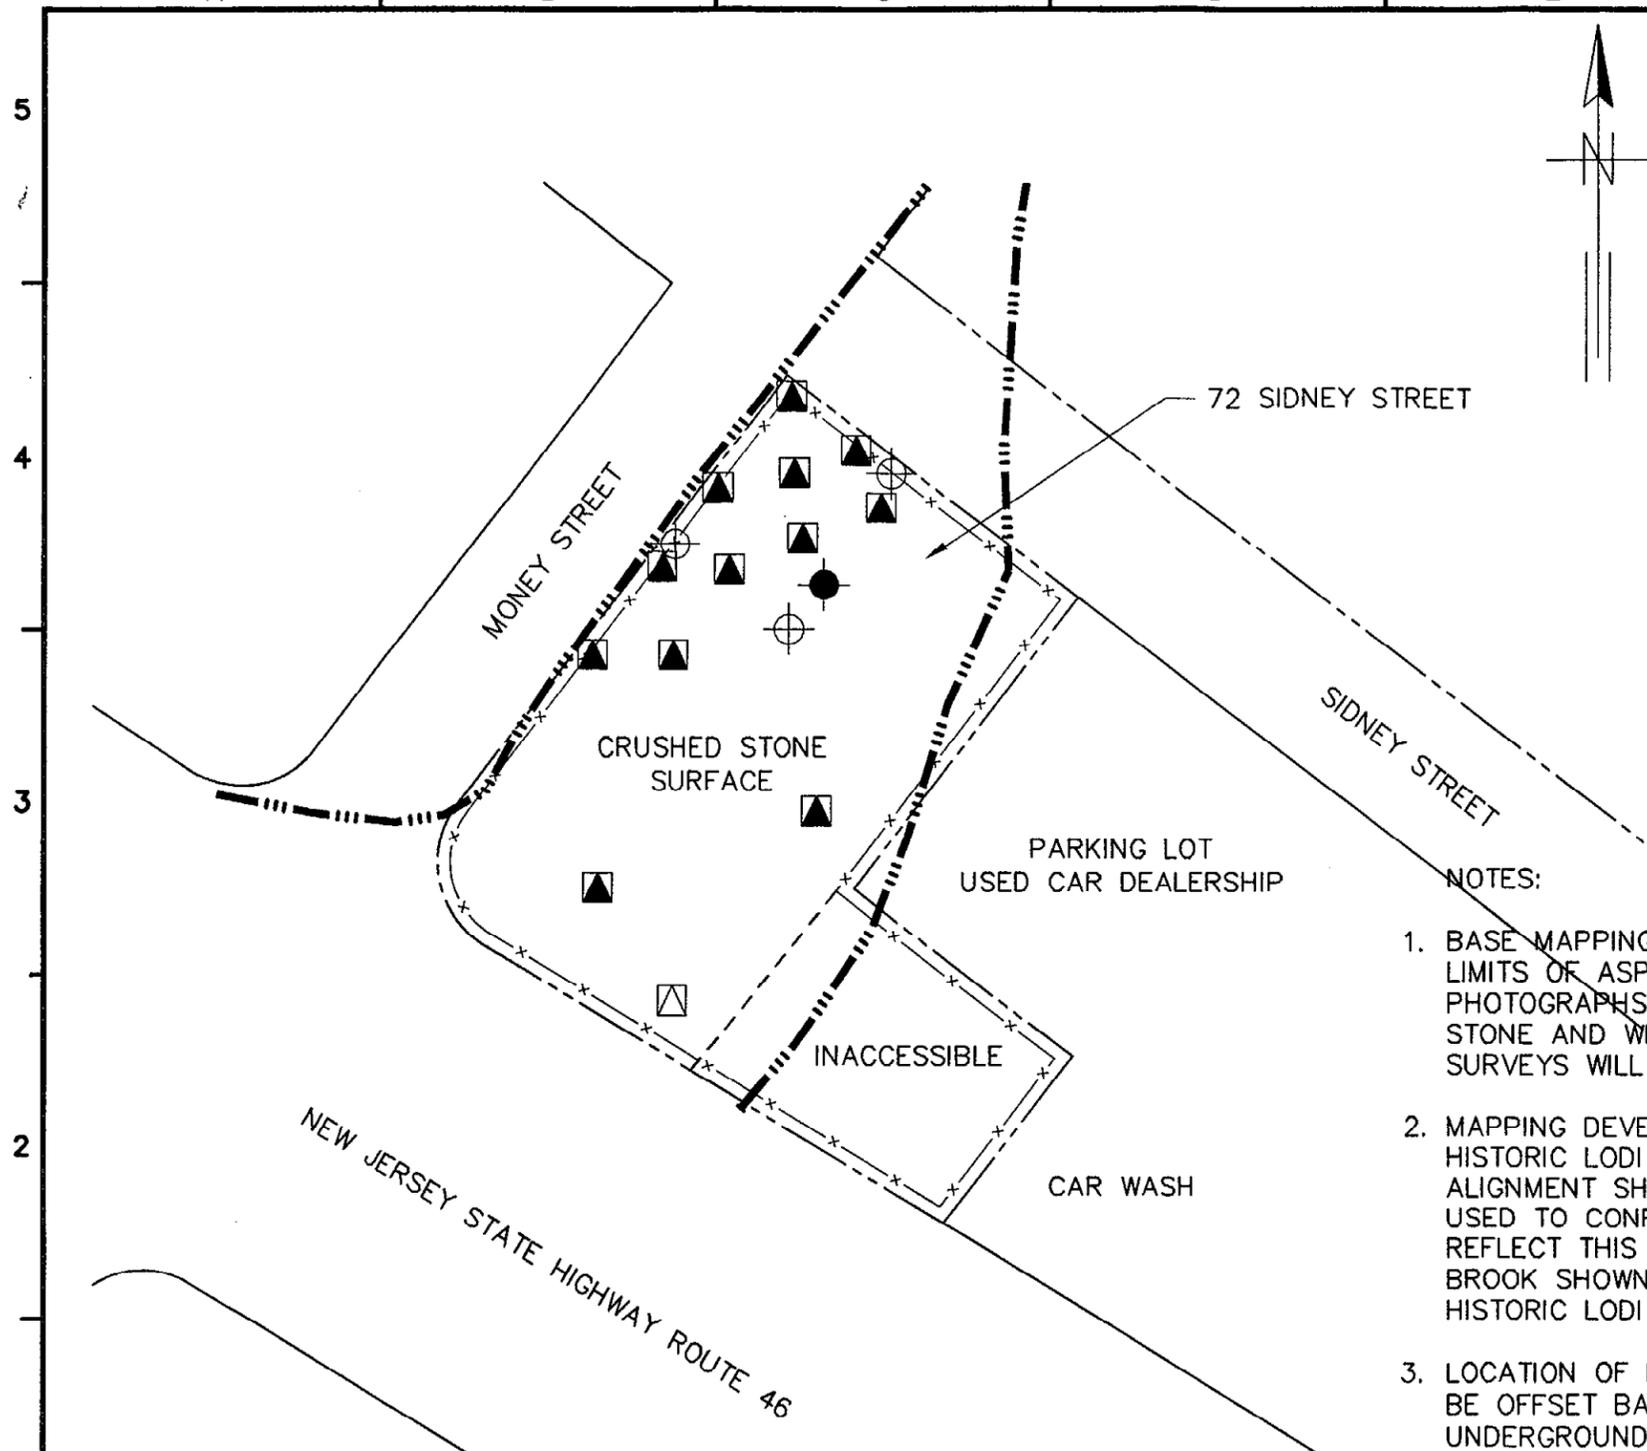 5
4
3
2
N
72 SIDNEY STREET
MONEY STREET
CRUSHED STONE
SURFACE
SIDNEY STREET
PARKING LOT
USED CAR DEALERSHIP
INACCESSIBLE
CAR WASH
NEW JERSEY STATE HIGHWAY ROUTE 46
NOTES:
1. BASE MAPPING
LIMITS OF ASP
PHOTOGRAPHS
STONE AND W
SURVEYS WILL
2. MAPPING DEVE
HISTORIC LODI
ALIGNMENT SH
USED TO CONF
REFLECT THIS
BROOK SHOWN
HISTORIC LODI
3. LOCATION OF
BE OFFSET BA
UNDERGROUND